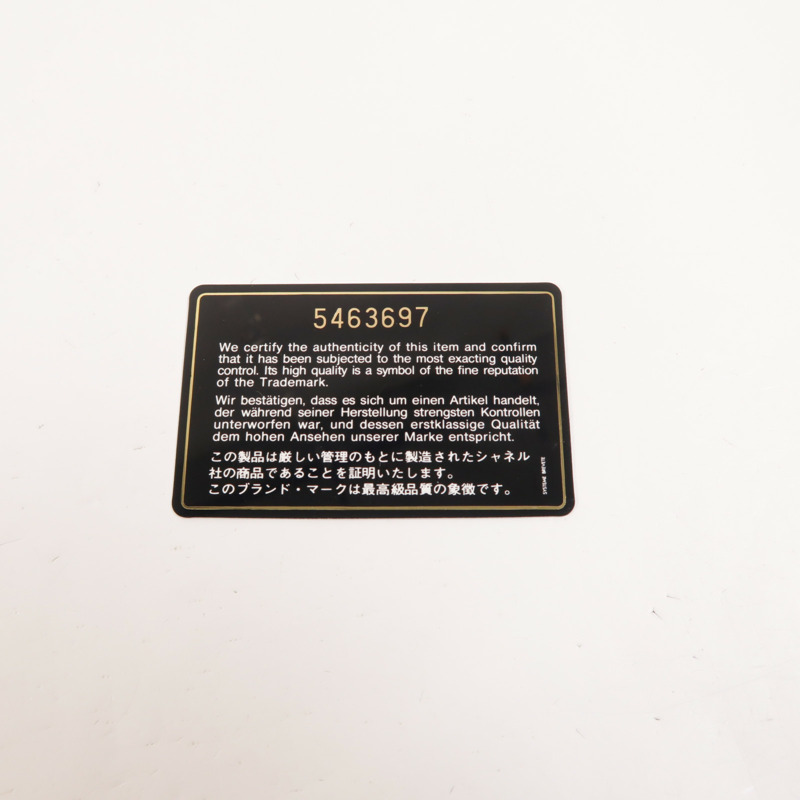 5463697
We certify the authenticity of this item and confirm
that it has been subjected to the most exacting quality
control. Its high quality is a symbol of the fine reputation
of the Trademark.
Wir bestätigen, dass es sich um einen Artikel handelt,
der während seiner Herstellung strengsten Kontrollen
unterworfen war, und dessen erstklassige Qualität
dem hohen Ansehen unserer Marke entspricht.
この製品は厳しい管理のもとに製造されたシャネル
社の商品であることを証明いたします。
このブランド・マークは最高級品質の象徴です。
SYSTEME BREVETE